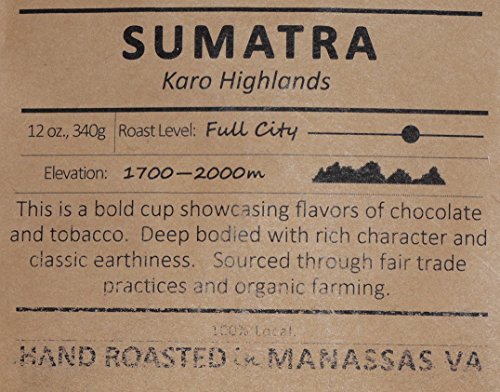 SUMATRA
Karo Highlands
12 oz., 340g Roast Level: Full City
Elevation: 1700—2000m
This is a bold cup showcasing flavors of chocolate
and tobacco. Deep bodied with rich character and
classic earthiness. Sourced through fair trade
practices and organic farming.
100% Local.
HAND ROASTED in MANASSAS VA